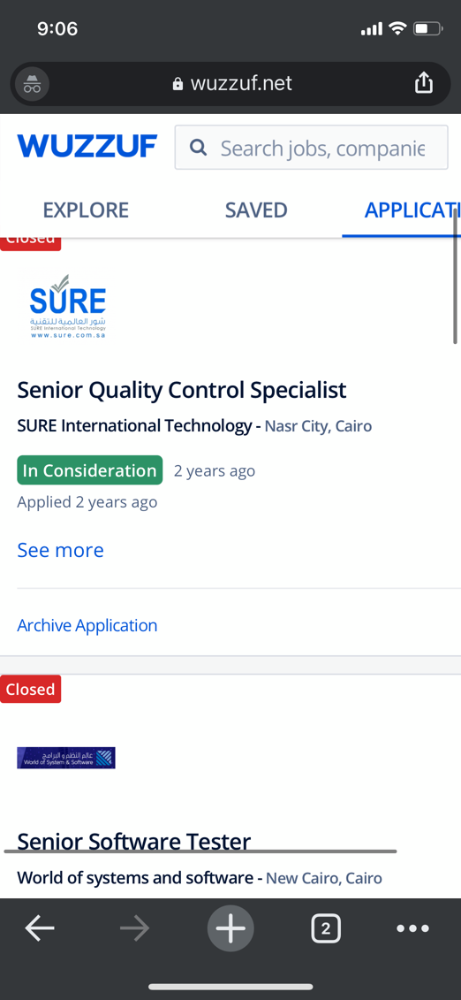 9:06
wuzzuf.net
WUZZUF
Search jobs, companie
EXPLORE
SAVED
APPLICATI
Closed
SURE
شور العالمية للتقنية
SURE International Technology
www.sure.com.sa
Senior Quality Control Specialist
SURE International Technology - Nasr City, Cairo
In Consideration 2 years ago
Applied 2 years ago
See more
Archive Application
Closed
عالم النظم و البرامج
World of System & Software
Senior Software Tester
World of systems and software - New Cairo, Cairo
2